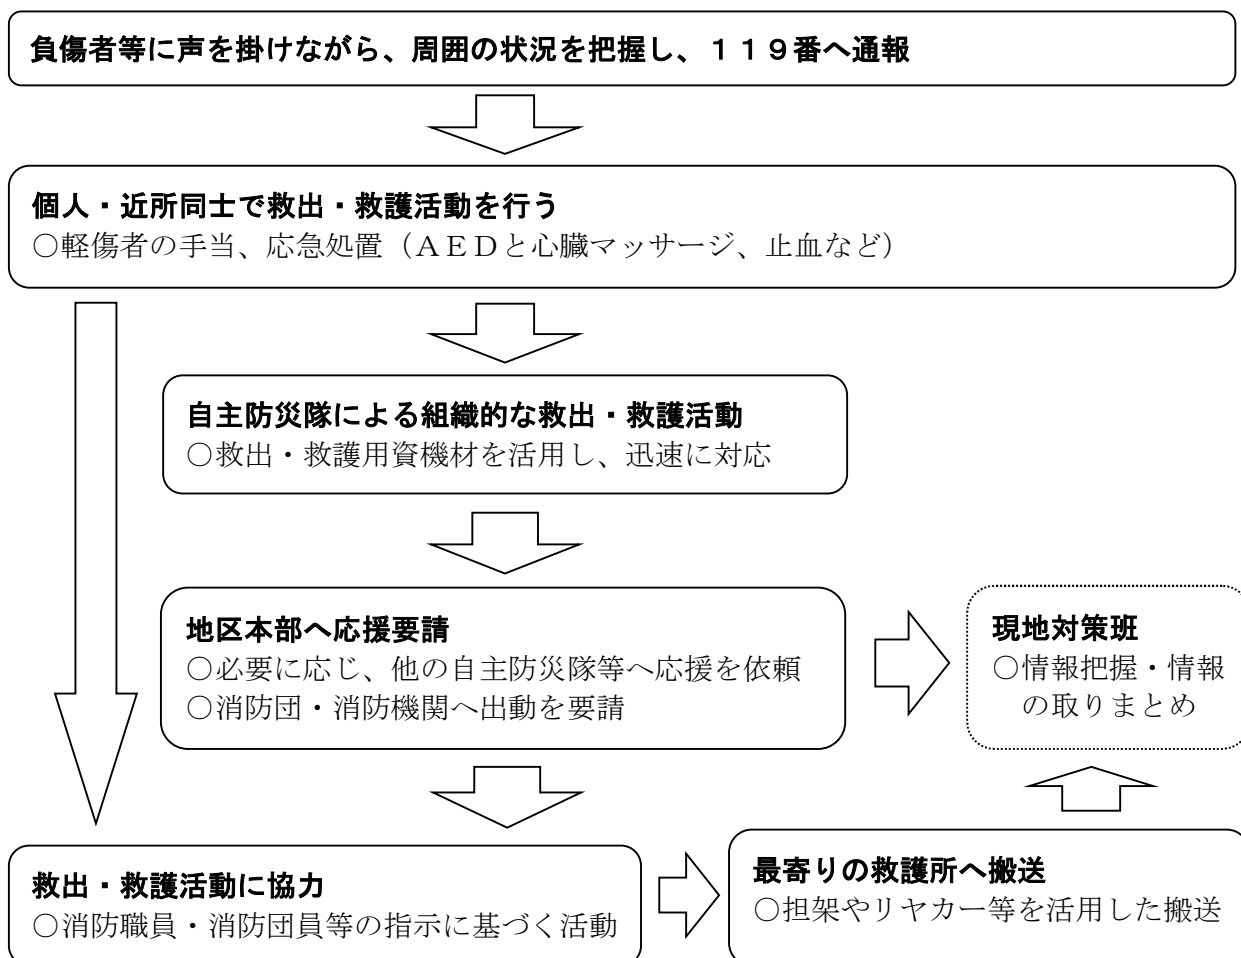 負傷者等に声を掛けながら、周囲の状況を把握し、１１９番へ通報
個人・近所同士で救出・救護活動を行う
○軽傷者の手当、応急処置（ＡＥＤと心臓マッサージ、止血など）
自主防災隊による組織的な救出・救護活動
○救出・救護用資機材を活用し、迅速に対応
地区本部へ応援要請
○必要に応じ、他の自主防災隊等へ応援を依頼
○消防団・消防機関へ出動を要請
現地対策班
○情報把握・情報
の取りまとめ
救出・救護活動に協力
○消防職員・消防団員等の指示に基づく活動
最寄りの救護所へ搬送
○担架やリヤカー等を活用した搬送